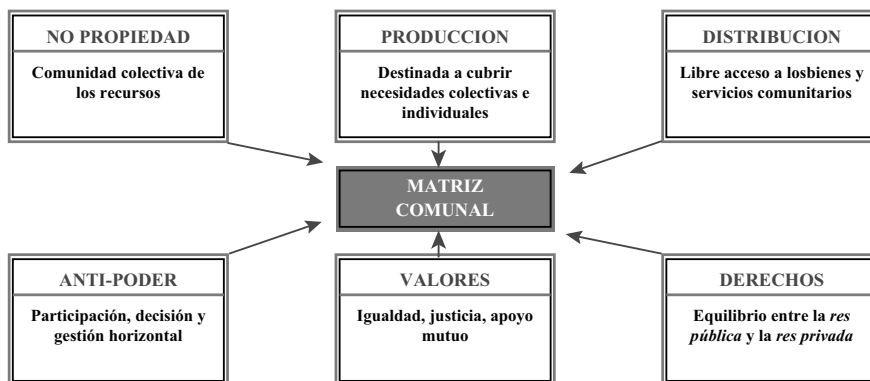 NO PROPIEDAD
Comunidad colectiva de
los recursos
PRODUCCION
Destinada a cubrir
necesidades colectivas e
individuales
DISTRIBUCION
Libre acceso a losbienes y
servicios comunitarios
MATRIZ
COMUNAL
ANTI-PODER
Participación, decisión y
gestión horizontal
VALORES
Igualdad, justicia, apoyo
mutuo
DERECHOS
Equilibrio entre la res
pública y la res privada